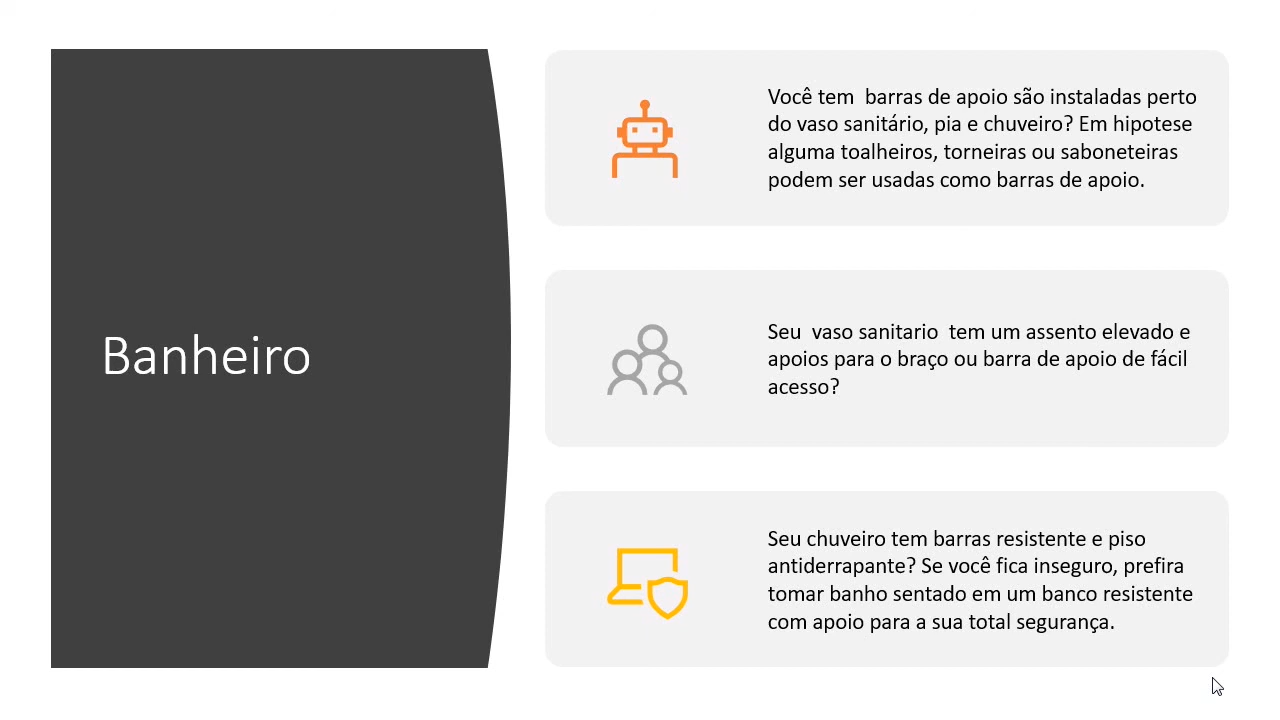 Banheiro
Você tem  barras de apoio são instaladas perto
do vaso sanitário, pia e chuveiro? Em hipotese
alguma toalheiros, torneiras ou saboneteiras
podem ser usadas como barras de apoio.
Seu  vaso sanitario  tem um assento elevado e
apoios para o braço ou barra de apoio de fácil
acesso?
Seu chuveiro tem barras resistente e piso
antiderrapante? Se você fica inseguro, prefira
tomar banho sentado em um banco resistente
com apoio para a sua total segurança.